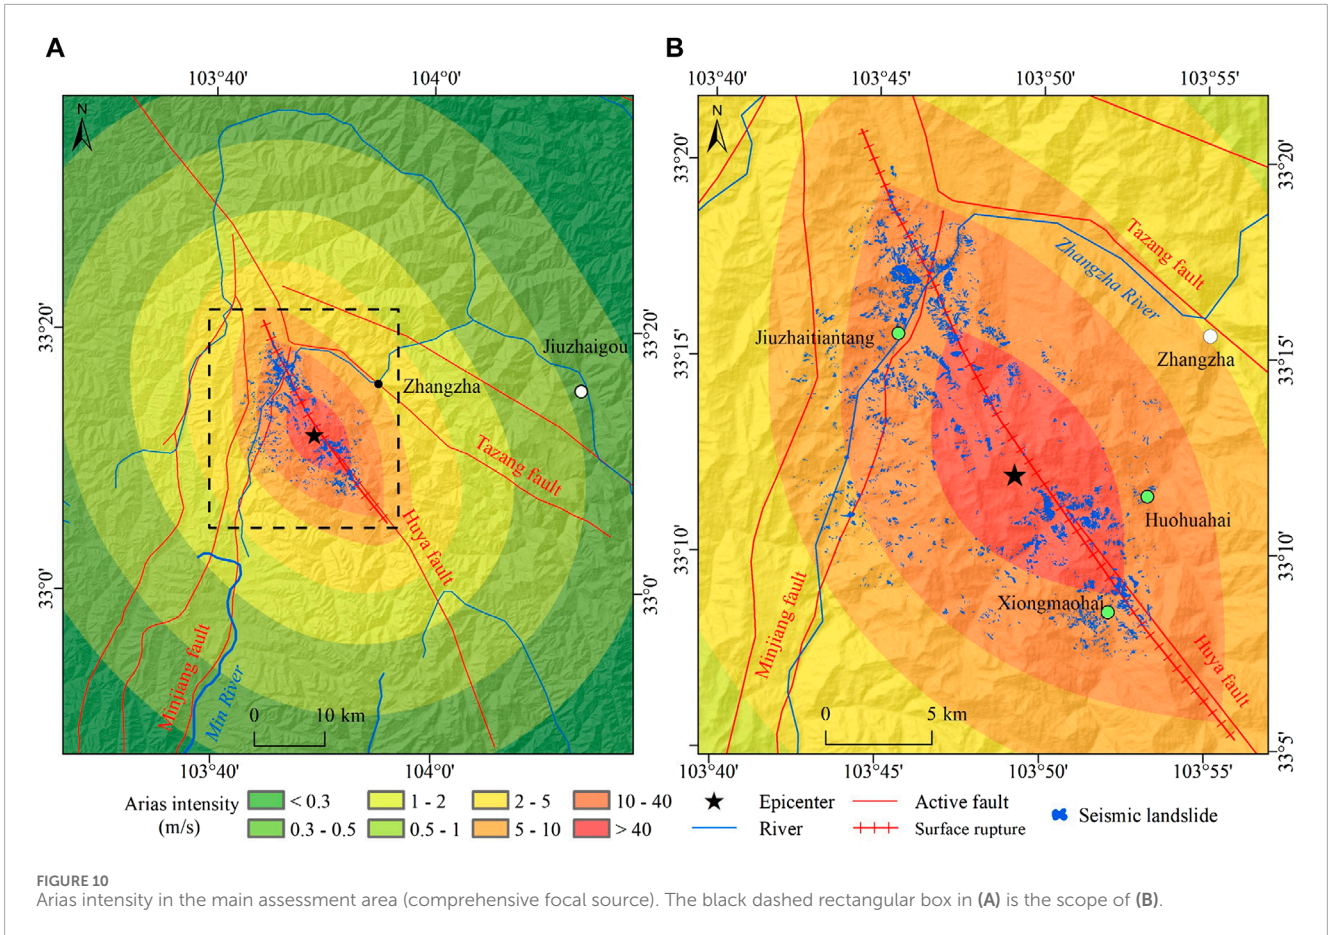 A
B
103°40'
104°0'
103°40'
103°45'
103°50'
103°55'
N
N
33°20'
33°20'
33°20'
33°20'
Jiuzhaigou
Zhangzha
Tazang fault
Huya fault
Minjiang fault
Min River
0
10 km
33°0'
33°0'
Tazang fault
Zhangzha River
Zhangzha
Jiuzhaitiantang
33°15'
33°15'
Huohuahai
33°10'
33°10'
Xiongmaohai
Minjiang fault
Huya fault
0
5 km
33°5'
103°40'
104°0'
103°40'
103°45'
103°50'
103°55'
Arias intensity
(m/s)
< 0.3
1 - 2
2 - 5
10 - 40
0.3 - 0.5
0.5 - 1
5 - 10
> 40
Epicenter
Active fault
River
Surface rupture
Seismic landslide
FIGURE 10
Arias intensity in the main assessment area (comprehensive focal source). The black dashed rectangular box in (A) is the scope of (B).